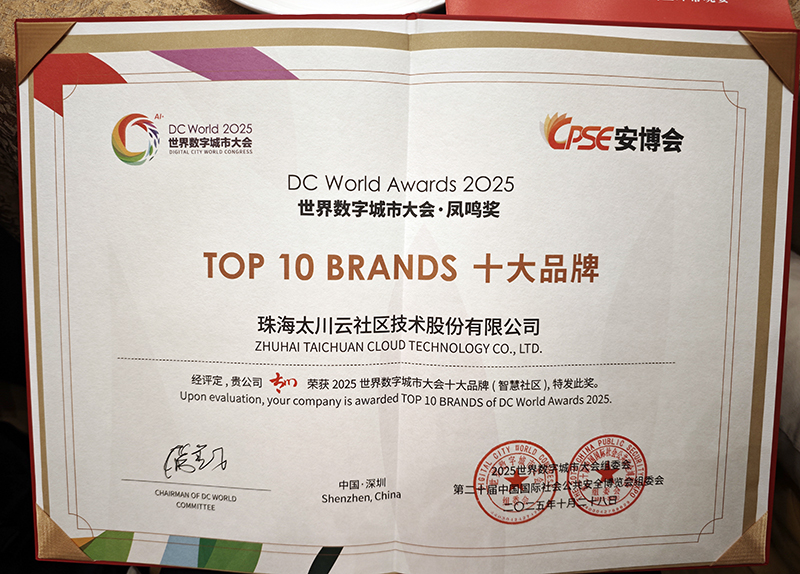 AI+
DC World 2025
世界数字城市大会
DIGITAL CITY WORLD CONGRESS
CPSE安博会
DC World Awards 2025
世界数字城市大会·凤鸣奖
TOP 10 BRANDS 十大品牌
珠海太川云社区技术股份有限公司
ZHUHAI TAICHUAN CLOUD TECHNOLOGY CO., LTD.
经评定,贵公司 太川 荣获 2025 世界数字城市大会十大品牌(智慧社区),特发此奖。
Upon evaluation, your company is awarded TOP 10 BRANDS of DC World Awards 2025.
CHAIRMAN OF DC WORLD
COMMITTEE
中国·深圳
Shenzhen, China
2025世界数字城市大会组委会
第二十届中国国际社会公共安全博览会组委会
二〇二五年十月二十八日